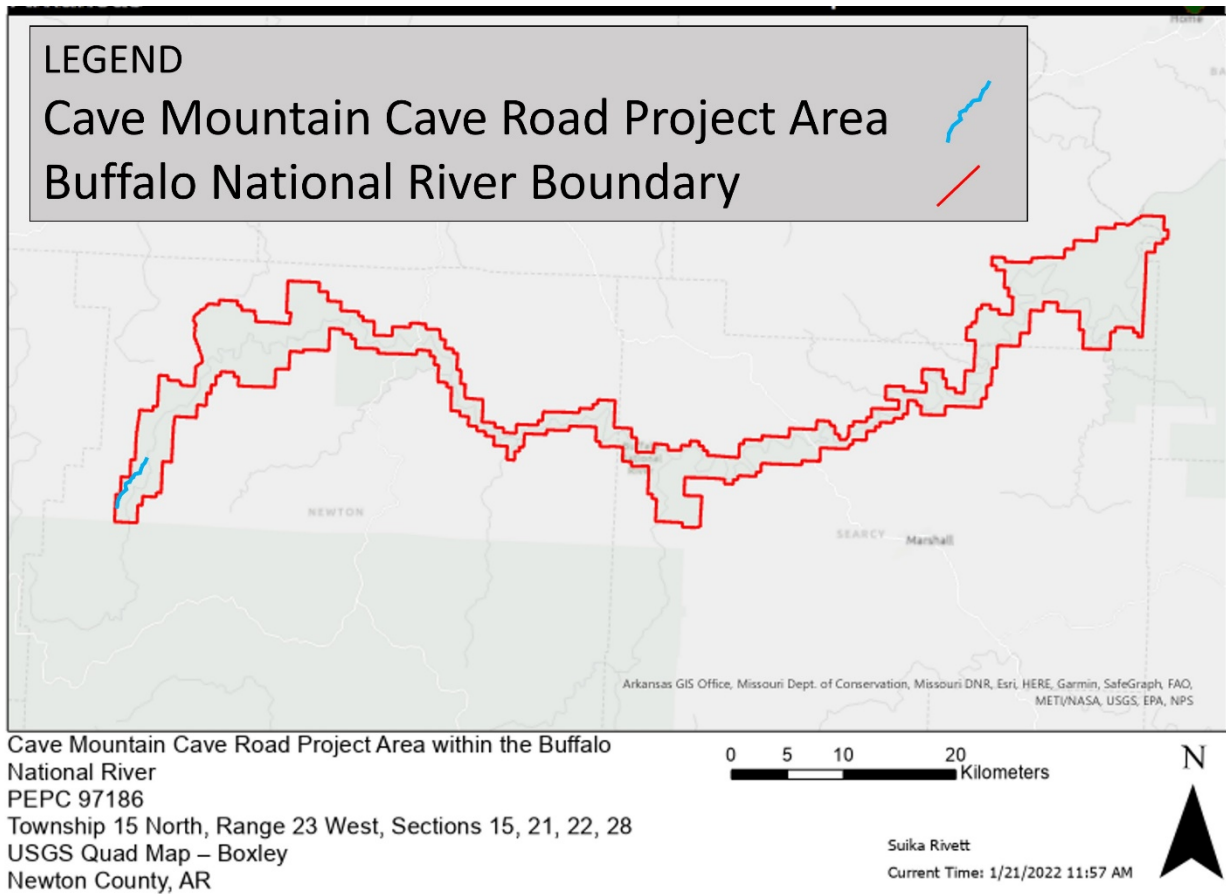 LEGEND
Cave Mountain Cave Road Project Area
Buffalo National River Boundary
Home
NEWTON
SEARCY
Marshall
Arkansas GIS Office, Missouri Dept. of Conservation, Missouri DNR, Esri, HERE, Garmin, SafeGraph, FAO,
METI/NASA, USGS, EPA, NPS
Cave Mountain Cave Road Project Area within the Buffalo
National River
PEPC 97186
Township 15 North, Range 23 West, Sections 15, 21, 22, 28
USGS Quad Map – Boxley
Newton County, AR
0 5 10 20
Kilometers
N
Suika Rivett
Current Time: 1/21/2022 11:57 AM